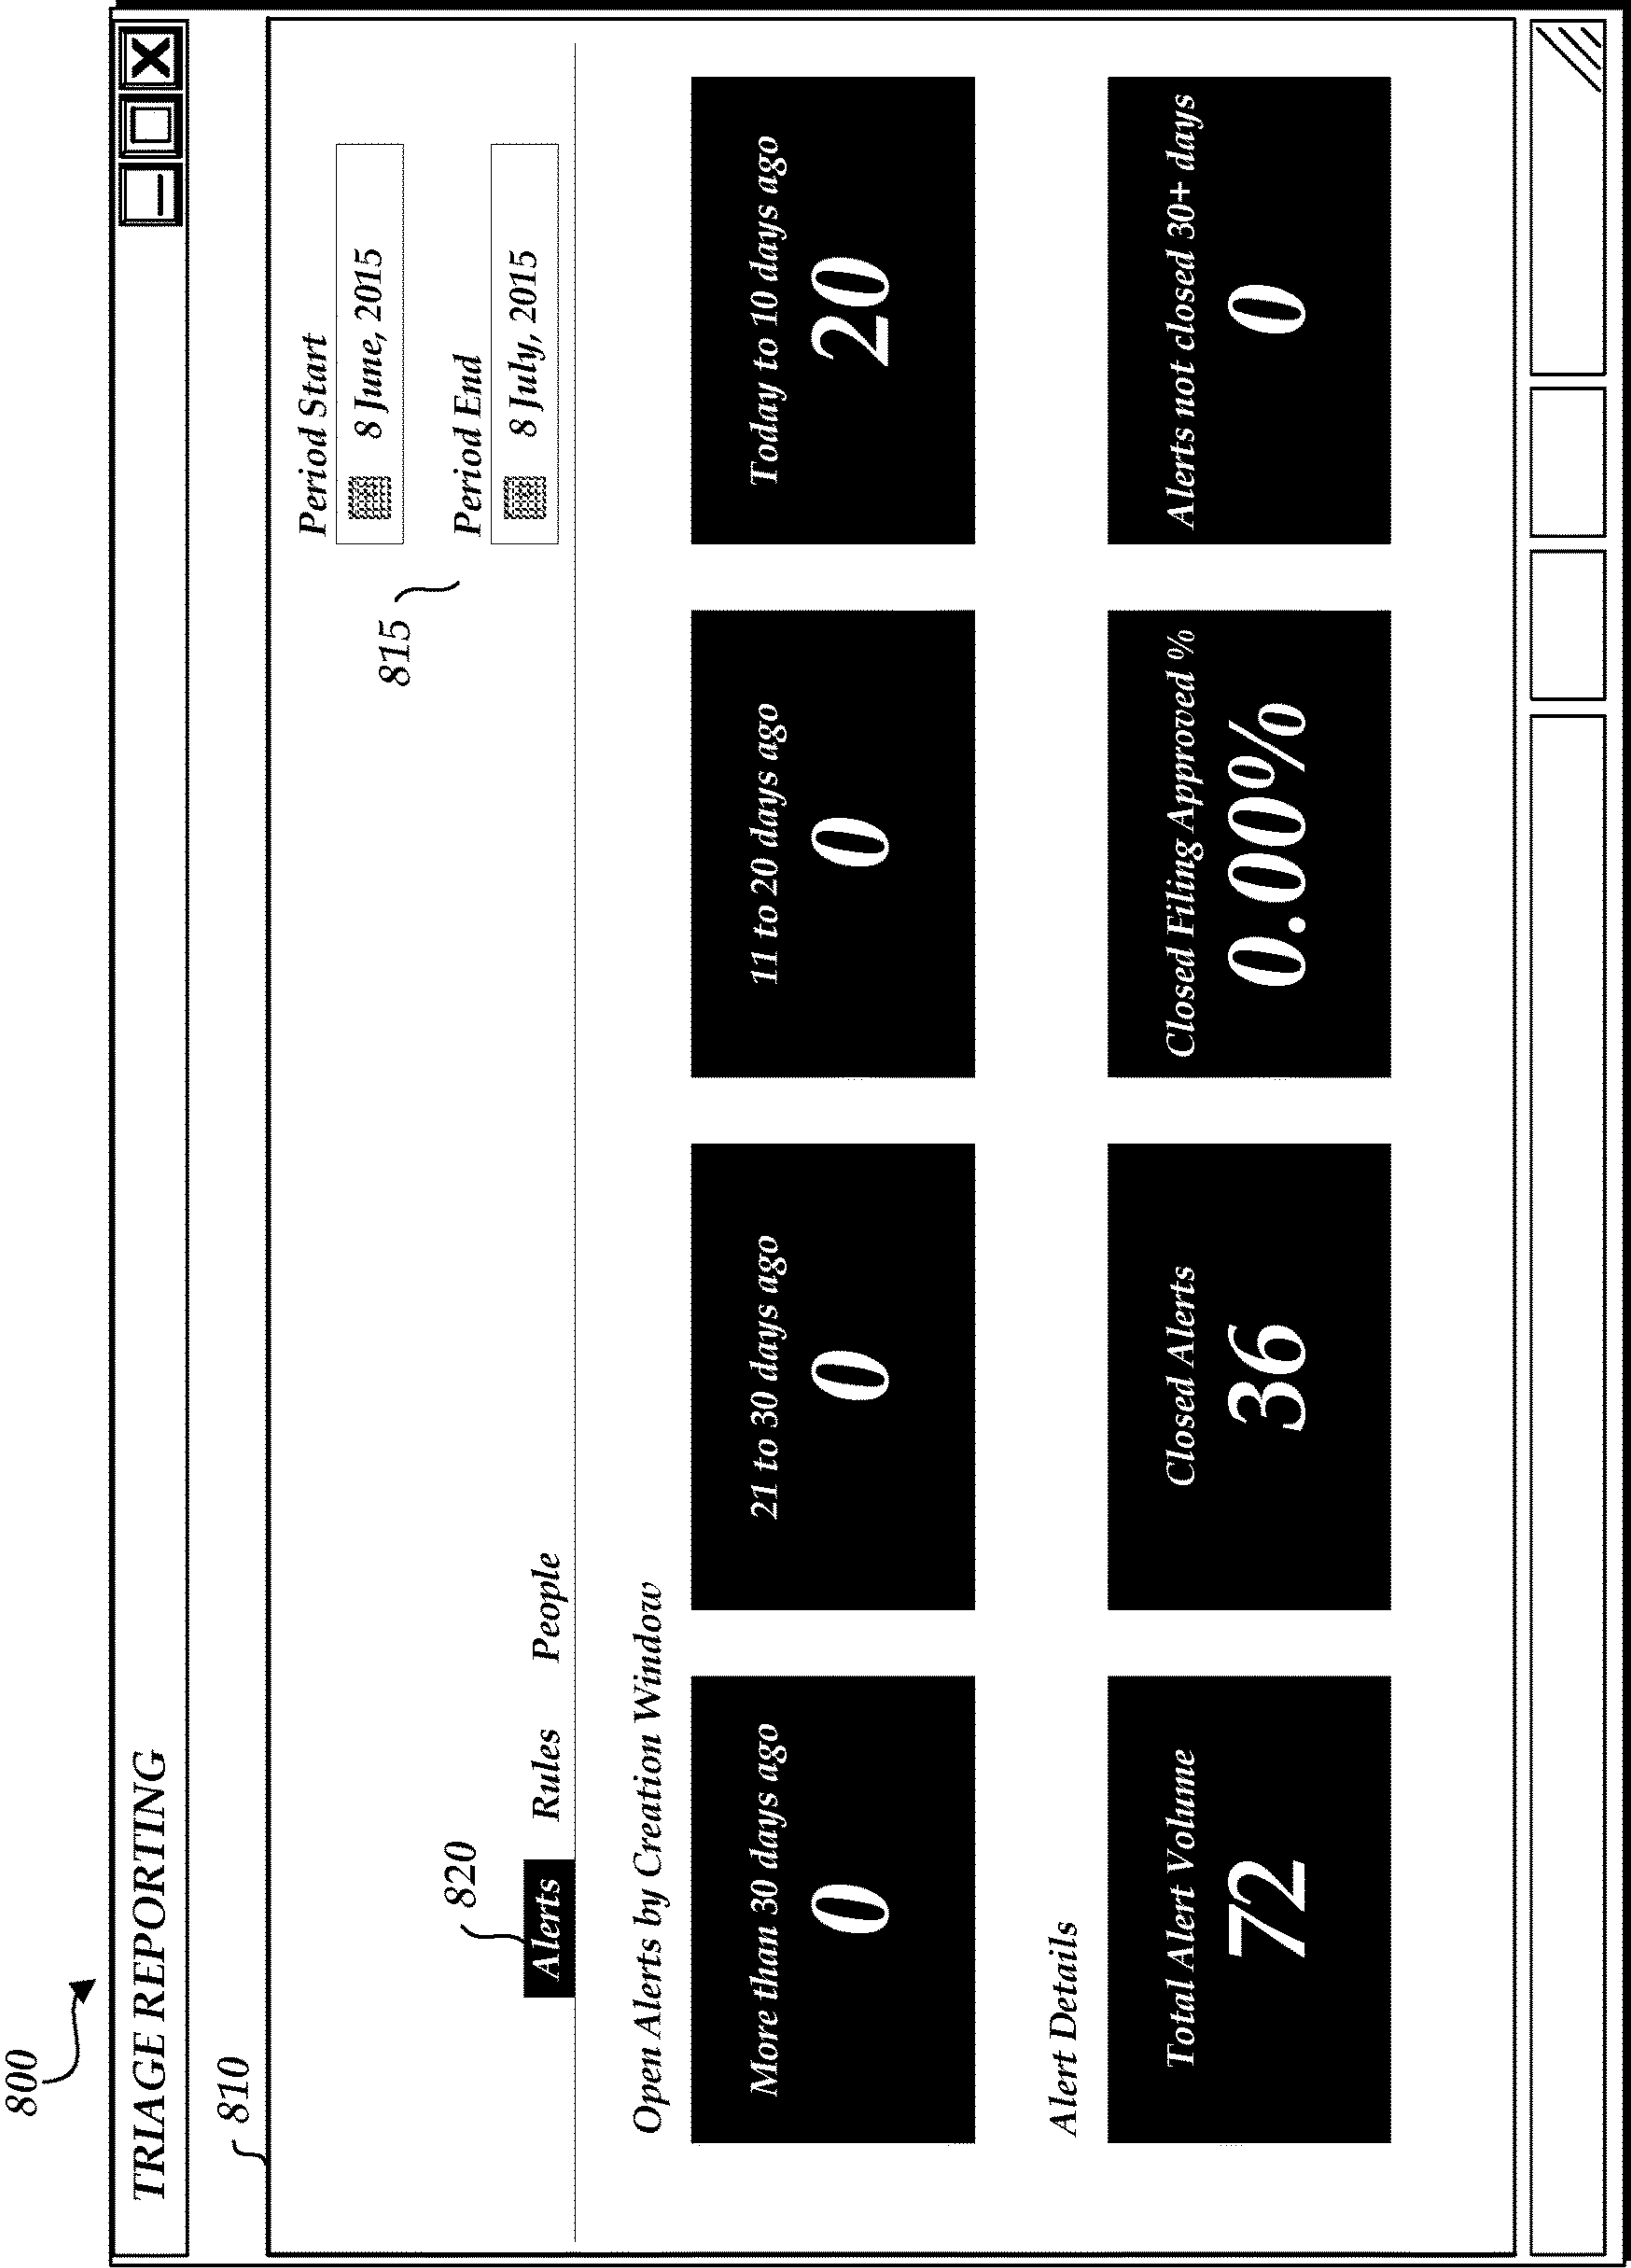 800
TRIAGE REPORTING
810
Period Start
8 June, 2015
815
Period End
8 July, 2015
820
Alerts Rules People
Open Alerts by Creation Window
More than 30 days ago 21 to 30 days ago 11 to 20 days ago Today to 10 days ago
0 0 0 20
Alert Details
Total Alert Volume Closed Alerts Closed Filing Approved % Alerts not closed 30+ days
72 36 0.00% 0